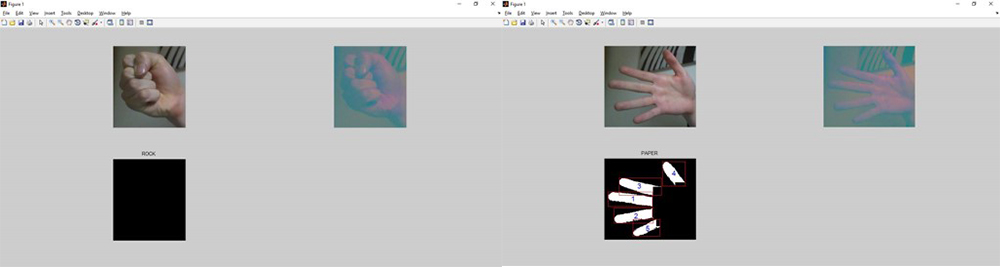 Figure 1
File Edit View Insert Tools Desktop Window Help
ROCK
Figure 1
File Edit View Insert Tools Desktop Window Help
PAPER
4
3
1
2
5